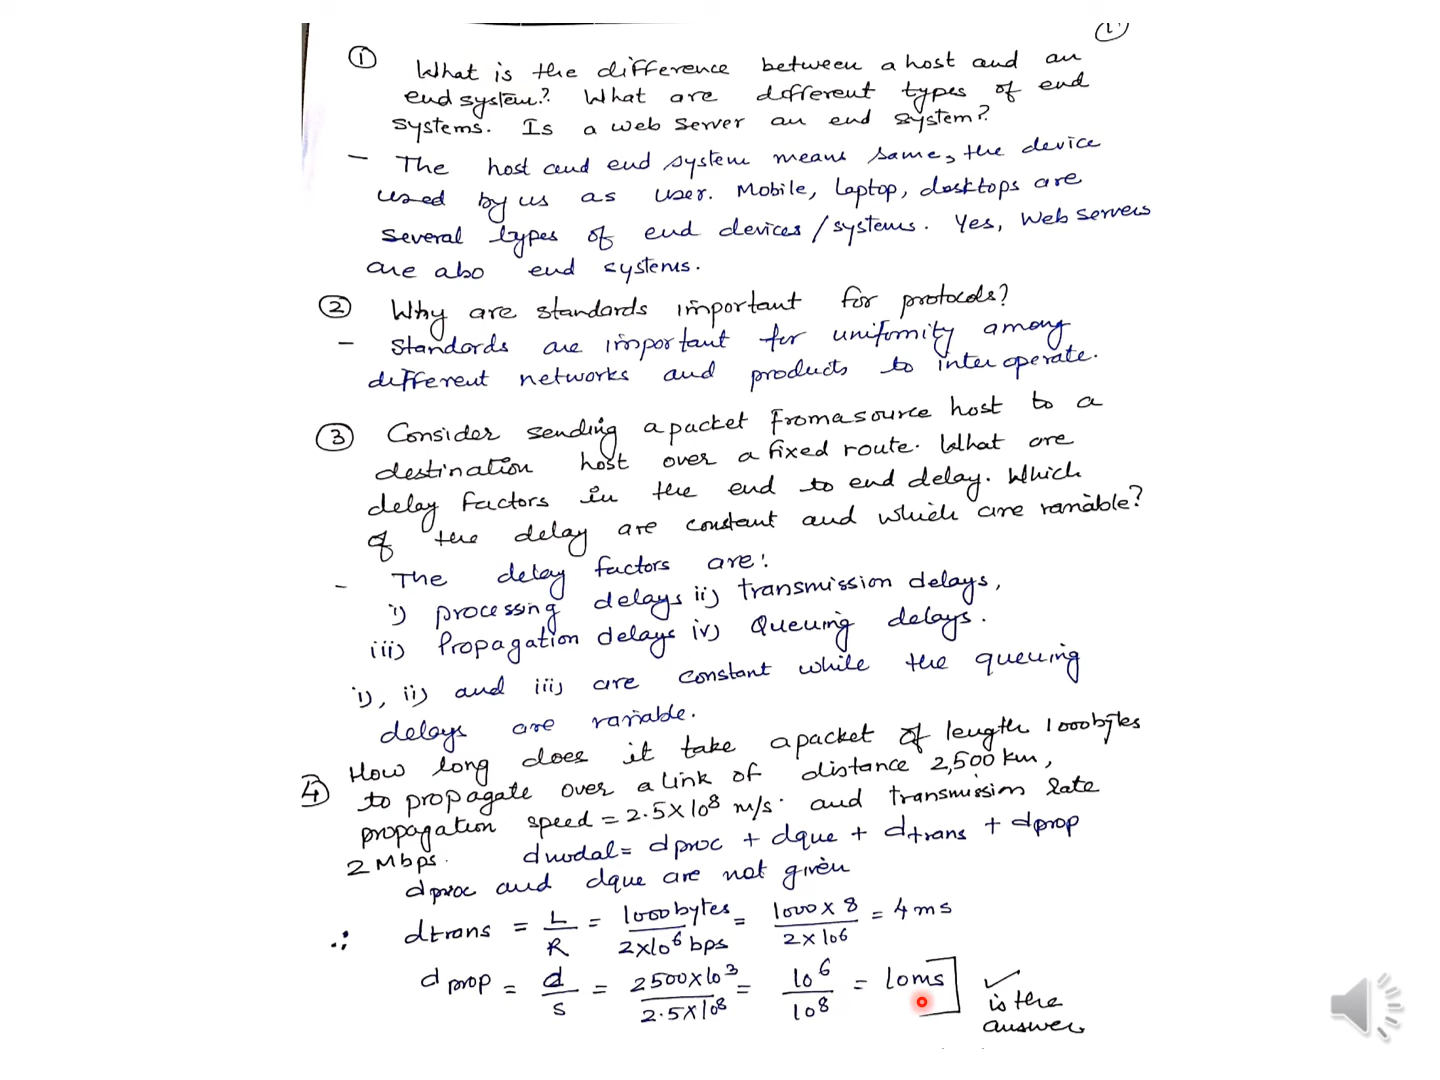 ①
What is the difference between a host and an
end system? What are different types of end
systems. Is a web server an end system?
- The host and end system means same, the device
used by us as user. Mobile, Laptop, desktops are
several types of end devices/systems. Yes, Web servers
are also end systems.
② Why are standards important for protocols?
- Standards are important for uniformity among
different networks and products to inter operate.
③ Consider sending a packet from a source host to a
destination host over a fixed route. What are
delay factors in the end to end delay. Which
of the delay are constant and which are variable?
- The delay factors are:
i) processing delays ii) transmission delays,
iii) Propagation delays iv) Queuing delays.
i), ii) and iii) are constant while the queuing
delays are variable.
④ How long does it take a packet of length 1000 bytes
to propagate over a link of distance 2,500 km,
propagation speed = 2.5 X 10⁸ m/s. and transmission rate
2 Mbps. dnodal = dproc + dque + dtrans + dprop
dproc and dque are not given
∴ dtrans = L/R = 1000 bytes / 2x10⁶ bps = 1000 x 8 / 2 x 10⁶ = 4 ms
dprop = d/s = 2500 x 10³ / 2.5 x 10⁸ = 10⁶ / 10⁸ = 10ms ✓
is the
answer